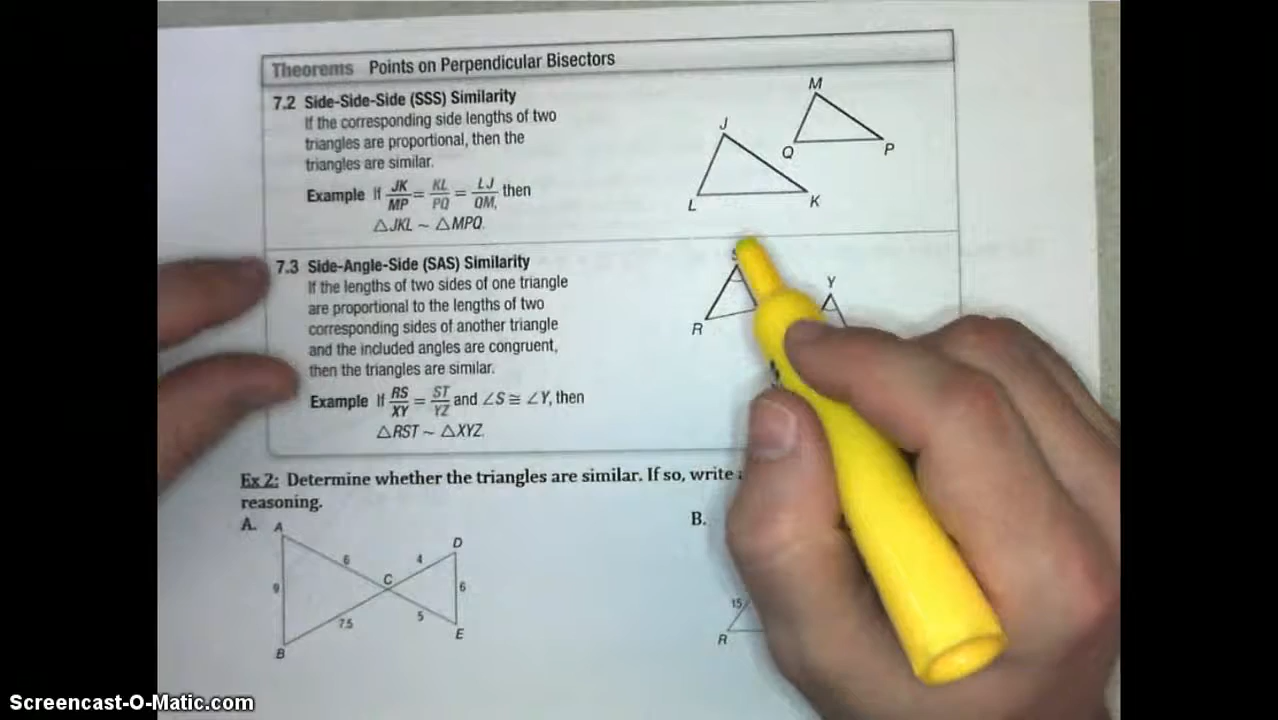 Theorems Points on Perpendicular Bisectors
7.2 Side-Side-Side (SSS) Similarity
If the corresponding side lengths of two
triangles are proportional, then the
triangles are similar.
Example If JK/MP = KL/PQ = LJ/QM, then
△JKL ~ △MPQ.
M
J
Q
P
L
K
7.3 Side-Angle-Side (SAS) Similarity
If the lengths of two sides of one triangle
are proportional to the lengths of two
corresponding sides of another triangle
and the included angles are congruent,
then the triangles are similar.
Example If RS/XY = ST/YZ and ∠S ≅ ∠Y, then
△RST ~ △XYZ.
Y
R
Ex 2: Determine whether the triangles are similar. If so, write
reasoning.
A.
A
6
4
D
9
C
6
7.5
5
E
B
B.
15
R
Screencast-O-Matic.com